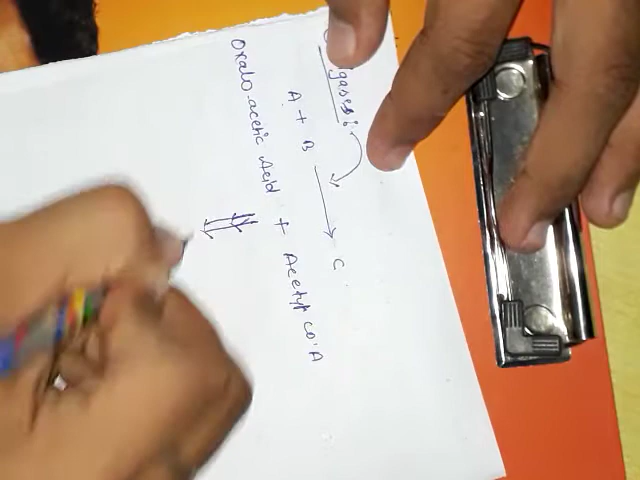 gases:
A + B → C
Oxalo acetic Acid + Acetyl co'A